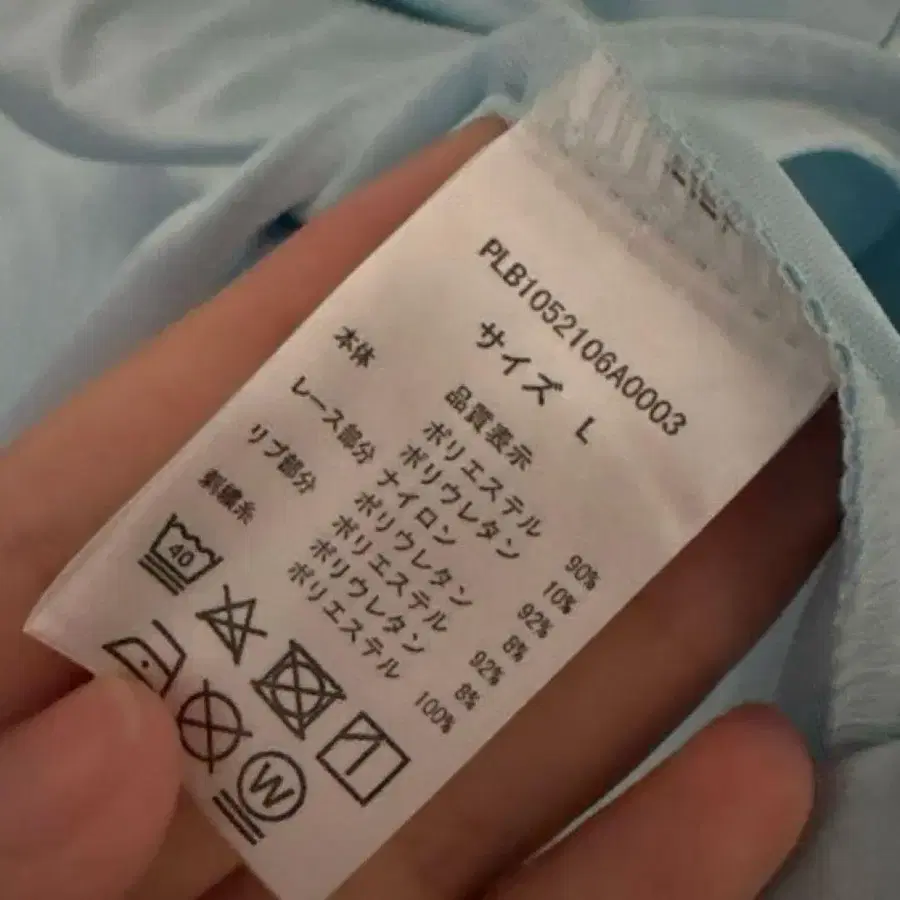 PLB1052106A0003
サイズ L
品質表示
本体 ポリエステル 90%
ポリウレタン 10%
レース部分 ナイロン 92%
ポリウレタン 8%
リブ部分 ポリエステル 92%
ポリウレタン 8%
刺繍糸 ポリエステル 100%
40
W